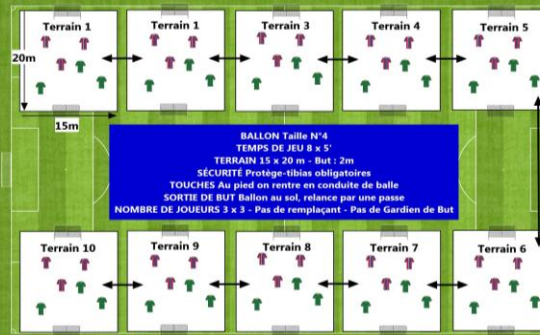 Terrain 1
Terrain 1
Terrain 3
Terrain 4
Terrain 5
20m
15m
BALLON Taille N°4
TEMPS DE JEU 8 x 5'
TERRAIN 15 x 20 m - But : 2m
SÉCURITÉ Protège-tibias obligatoires
TOUCHES Au pied on rentre en conduite de balle
SORTIE DE BUT Ballon au sol, relance par une passe
NOMBRE DE JOUEURS 3 x 3 - Pas de remplaçant - Pas de Gardien de But
Terrain 10
Terrain 9
Terrain 8
Terrain 7
Terrain 6